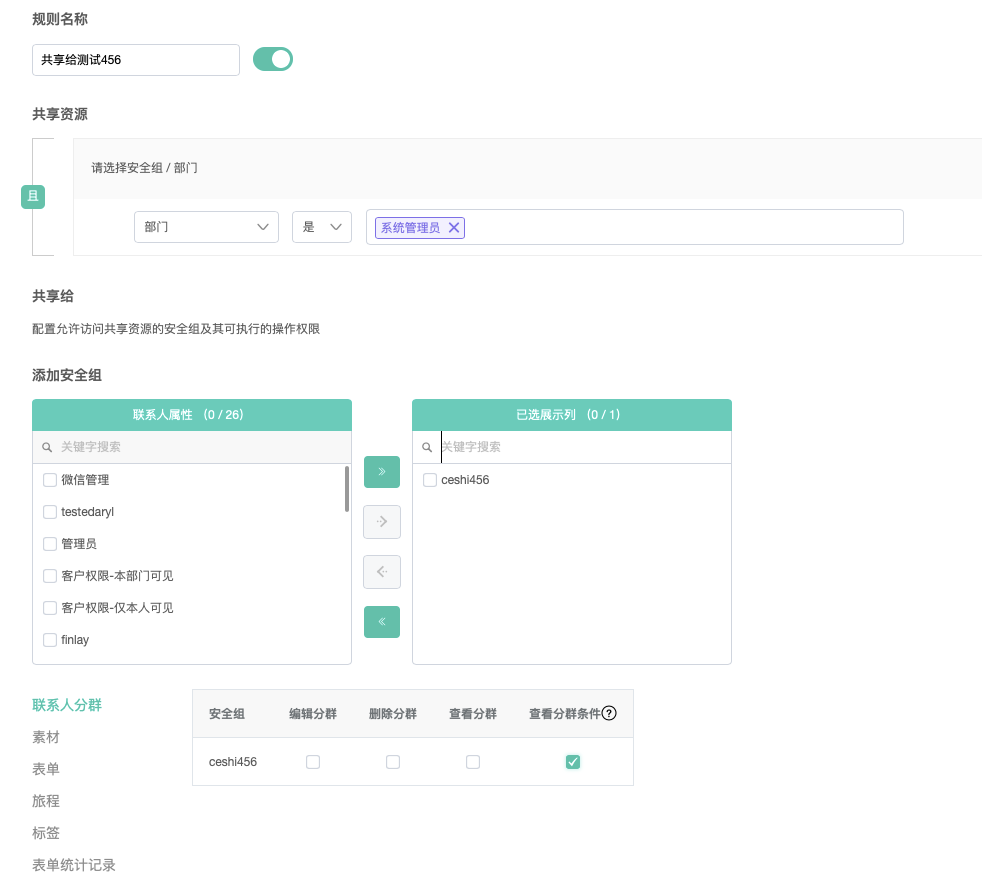 规则名称
共享给测试456
共享资源
且
请选择安全组 / 部门
部门 是 系统管理员
共享给
配置允许访问共享资源的安全组及其可执行的操作权限
添加安全组
联系人属性 （0 / 26）
关键字搜索
微信管理
testedaryl
管理员
客户权限-本部门可见
客户权限-仅本人可见
finlay
已选展示列 （0 / 1）
关键字搜索
ceshi456
联系人分群
素材
表单
旅程
标签
表单统计记录
安全组 编辑分群 删除分群 查看分群 查看分群条件?
ceshi456